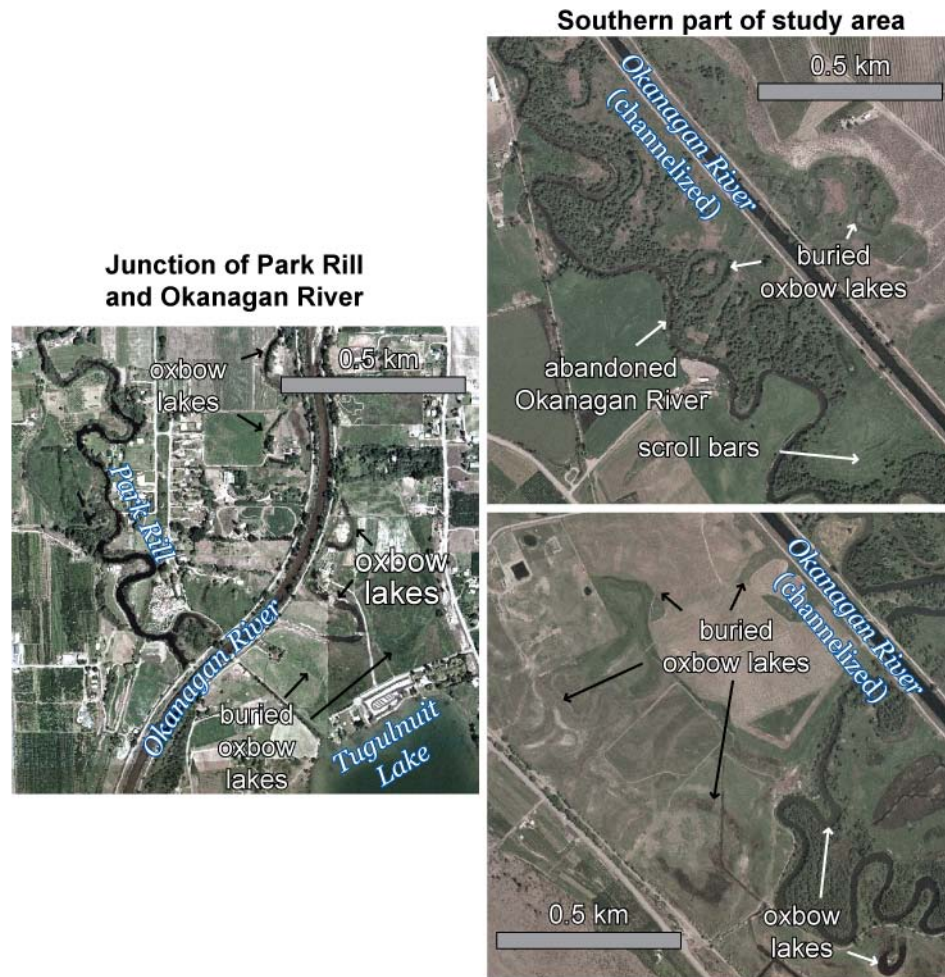 Southern part of study area
0.5 km
Okanagan River
(channelized)
buried
oxbow lakes
abandoned
Okanagan River
scroll bars
Junction of Park Rill
and Okanagan River
oxbow
lakes
0.5 km
Park Rill
oxbow
lakes
Okanagan River
buried
oxbow
lakes
Tugulnuit
Lake
Okanagan River
(channelized)
buried
oxbow lakes
0.5 km
oxbow
lakes